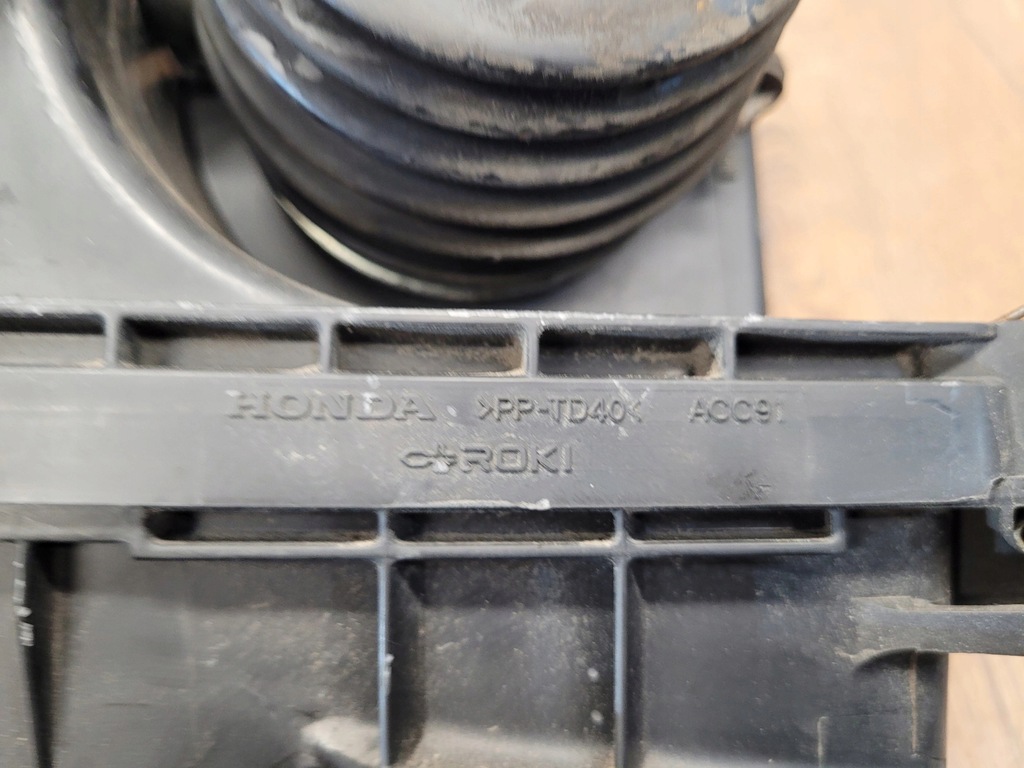 HONDA >PP-TD40< ACC91
ROKI